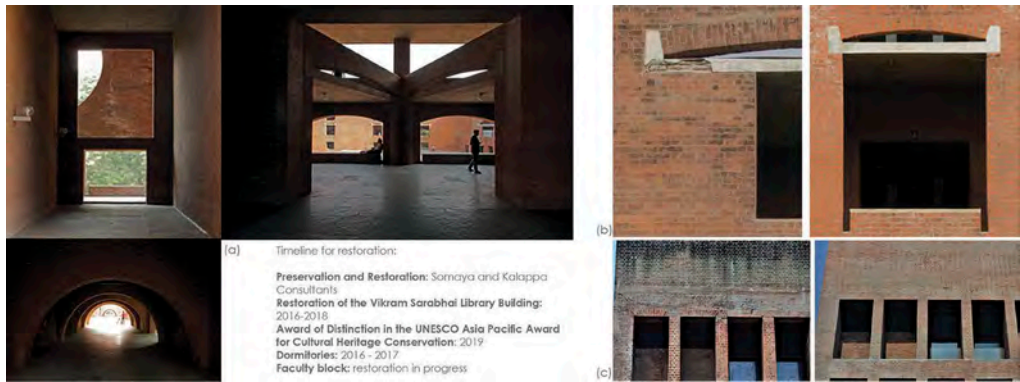 (a)
Timeline for restoration:
Preservation and Restoration: Somaya and Kalappa
Consultants
Restoration of the Vikram Sarabhai Library Building:
2016-2018
Award of Distinction in the UNESCO Asia Pacific Award
for Cultural Heritage Conservation: 2019
Dormitories: 2016 - 2017
Faculty block: restoration in progress
(b)
(c)